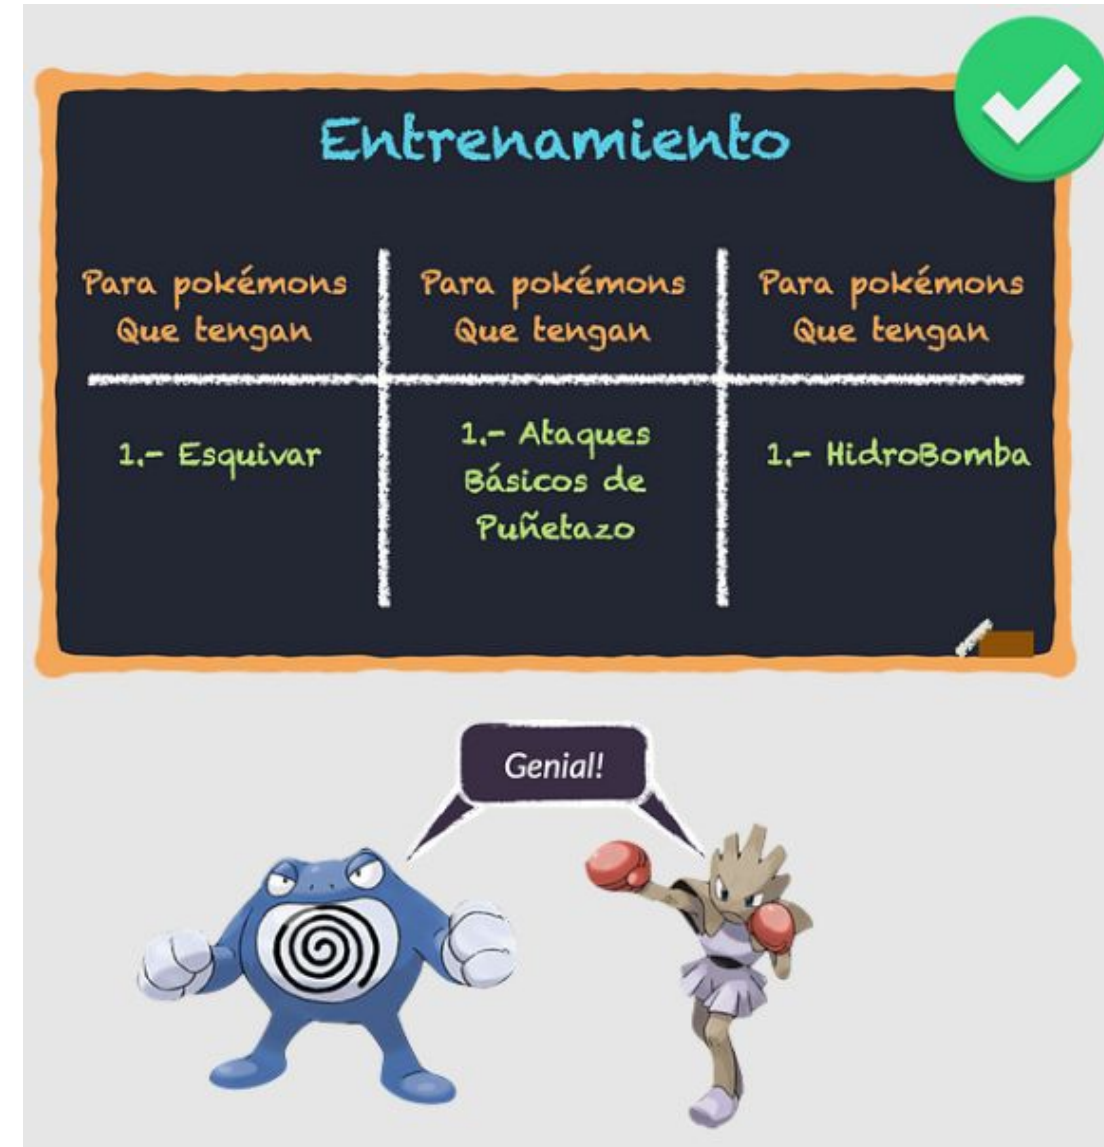 Entrenamiento
Para pokémons
Que tengan
Para pokémons
Que tengan
Para pokémons
Que tengan
1.- Esquivar
1.- Ataques
Básicos de
Puñetazo
1.- HidroBomba
Genial!